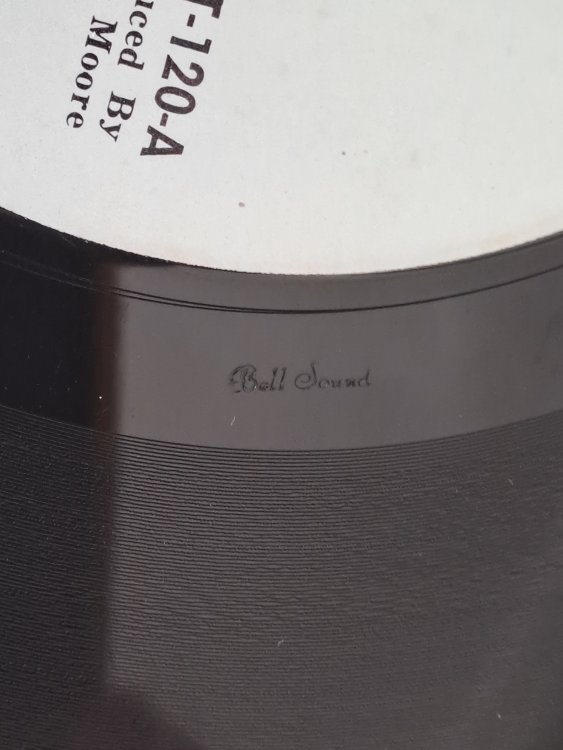 T-120-A
uced By
Moore
Bell Sound